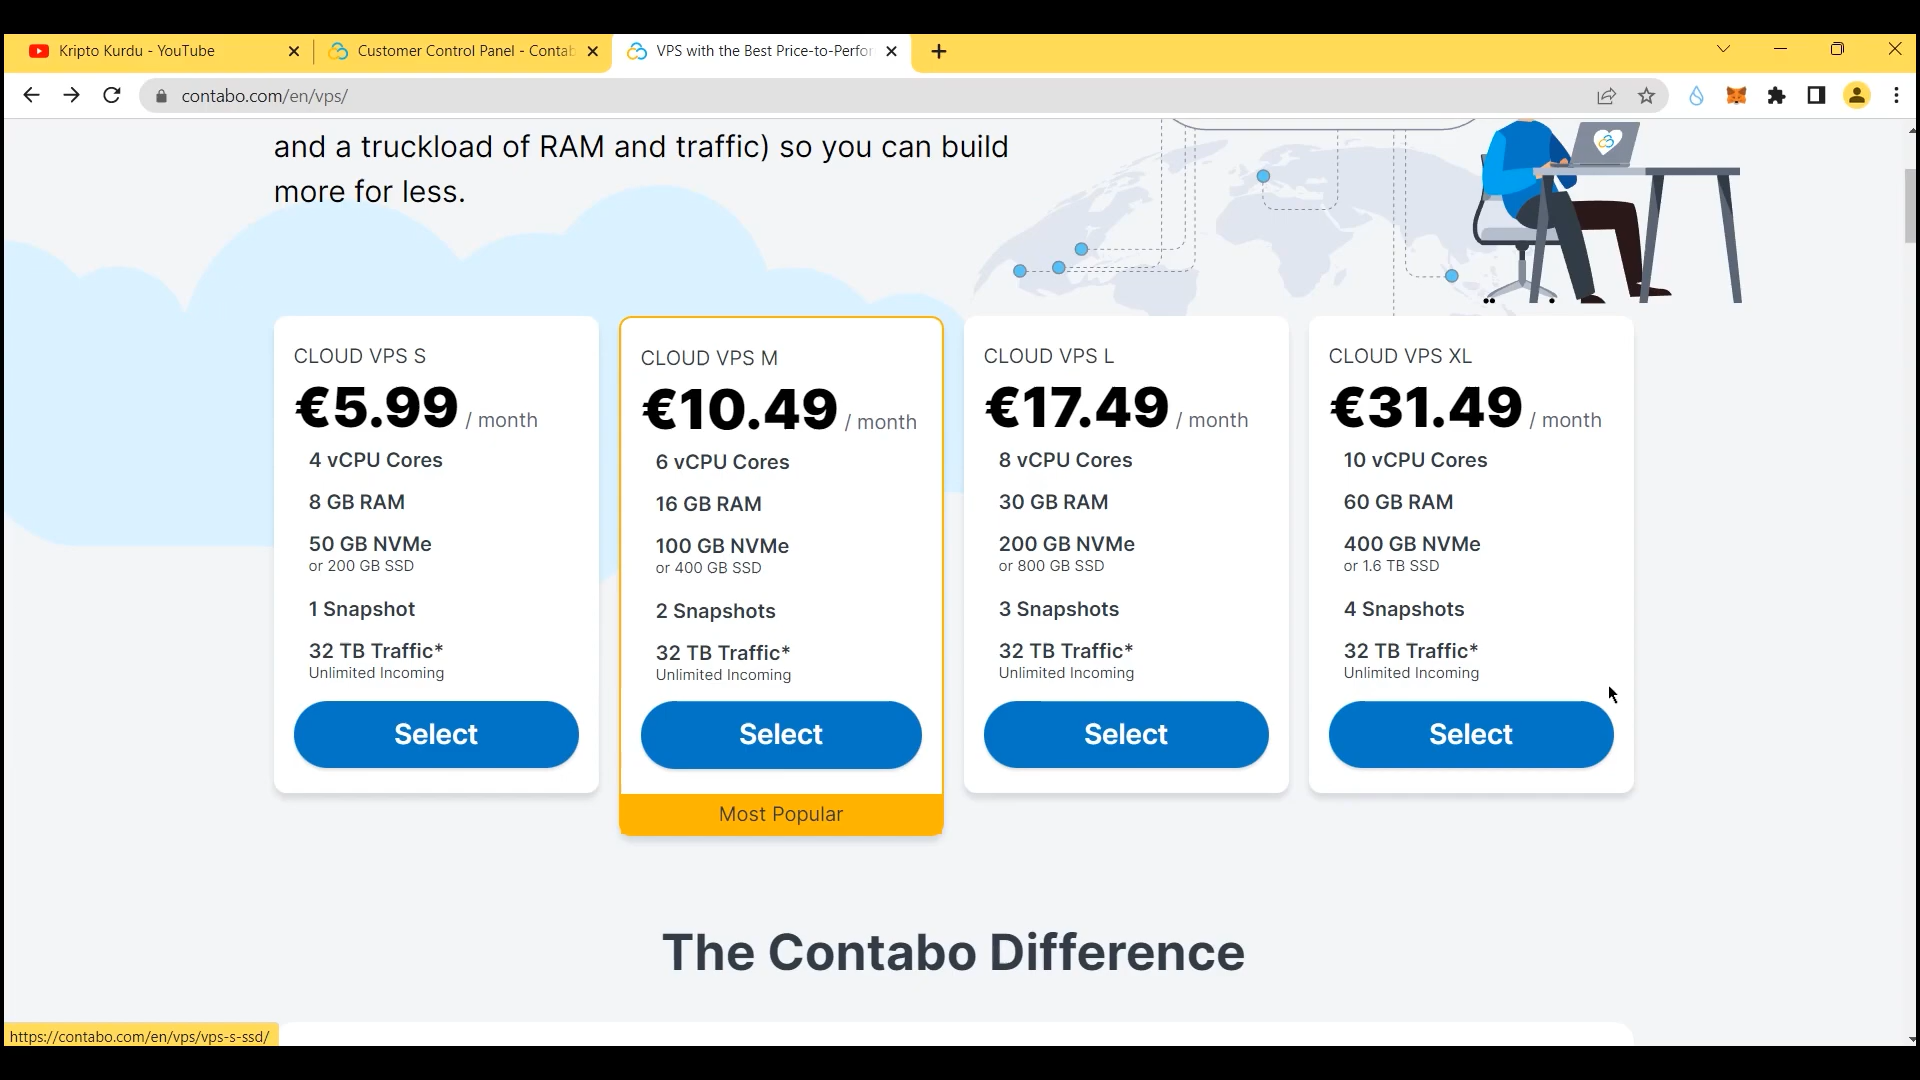 Kripto Kurdu - YouTube
Customer Control Panel - Contab
VPS with the Best Price-to-Perfor
contabo.com/en/vps/
and a truckload of RAM and traffic) so you can build
more for less.
CLOUD VPS S
€5.99 / month
4 vCPU Cores
8 GB RAM
50 GB NVMe
or 200 GB SSD
1 Snapshot
32 TB Traffic*
Unlimited Incoming
Select
CLOUD VPS M
€10.49 / month
6 vCPU Cores
16 GB RAM
100 GB NVMe
or 400 GB SSD
2 Snapshots
32 TB Traffic*
Unlimited Incoming
Select
Most Popular
CLOUD VPS L
€17.49 / month
8 vCPU Cores
30 GB RAM
200 GB NVMe
or 800 GB SSD
3 Snapshots
32 TB Traffic*
Unlimited Incoming
Select
CLOUD VPS XL
€31.49 / month
10 vCPU Cores
60 GB RAM
400 GB NVMe
or 1.6 TB SSD
4 Snapshots
32 TB Traffic*
Unlimited Incoming
Select
The Contabo Difference
https://contabo.com/en/vps/vps-s-ssd/